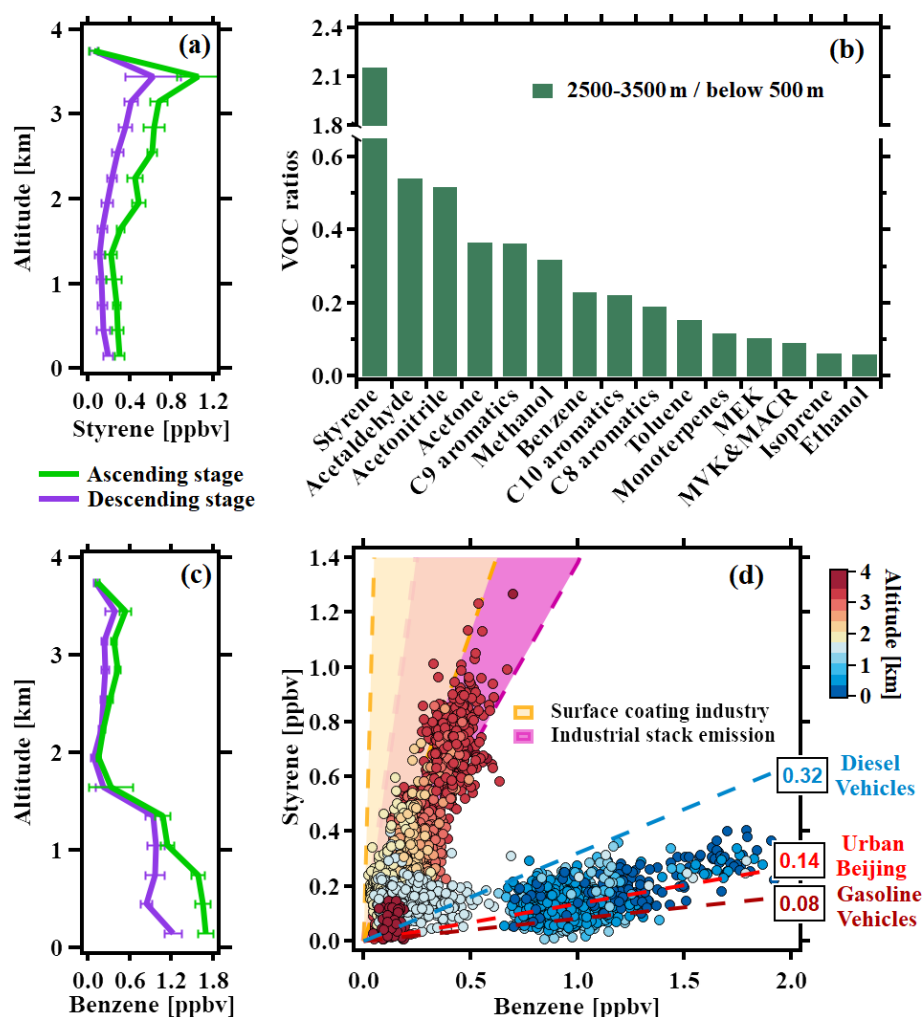 (a)
Altitude [km]
4
3
2
1
0
0.0 0.4 0.8 1.2
Styrene [ppbv]
(b)
2500-3500 m / below 500 m
VOC ratios
2.4
2.1
1.8
0.6
0.4
0.2
0.0
Styrene
Acetaldehyde
Acetonitrile
Acetone
C9 aromatics
Methanol
Benzene
C10 aromatics
C8 aromatics
Toluene
Monoterpenes
MEK
MVK&MACR
Isoprene
Ethanol
Ascending stage
Descending stage
(c)
Altitude [km]
4
3
2
1
0
0.0 0.6 1.2 1.8
Benzene [ppbv]
(d)
Styrene [ppbv]
1.4
1.2
1.0
0.8
0.6
0.4
0.2
0.0
0.0 0.5 1.0 1.5 2.0
Benzene [ppbv]
Surface coating industry
Industrial stack emission
0.32
Diesel
Vehicles
0.14
Urban
Beijing
0.08
Gasoline
Vehicles
4
3
2
1
0
Altitude [km]